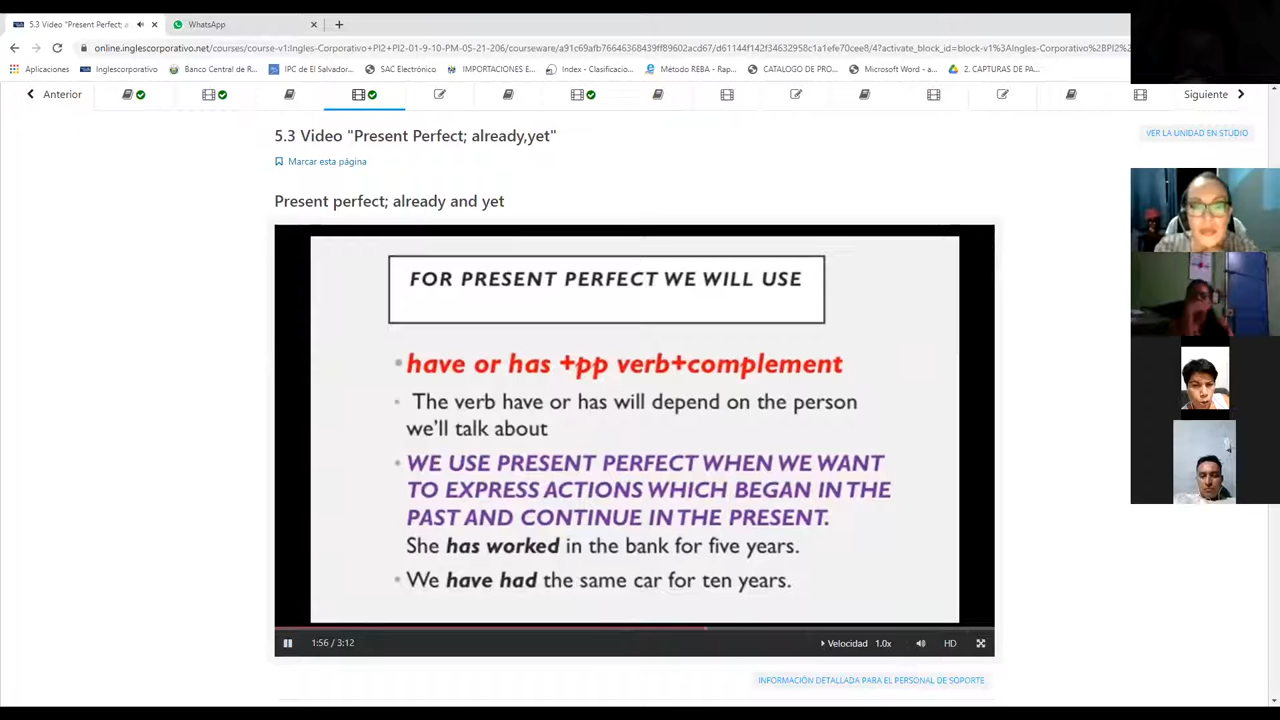 5.3 Video "Present Perfect; a
WhatsApp
online.inglescorporativo.net/courses/course-v1:Ingles-Corporativo+PI2+PI2-01-9-10-PM-05-21-206/courseware/a91c69afb76646368439ff89602acd67/d61144f142f34632958c1a1efe70cee8/4?activate_block_id=block-v1%3AIngles-Corporativo%2BPI2%
Aplicaciones
Inglescorporativo
Banco Central de R...
IPC de El Salvador...
SAC Electrónico
IMPORTACIONES E...
Index - Clasificacio...
Método REBA - Rap...
CATALOGO DE PRO...
Microsoft Word - a...
2. CAPTURAS DE PA...
Anterior
Siguiente
5.3 Video "Present Perfect; already,yet"
VER LA UNIDAD EN STUDIO
Marcar esta página
Present perfect; already and yet
FOR PRESENT PERFECT WE WILL USE
have or has +pp verb+complement
The verb have or has will depend on the person
we'll talk about
WE USE PRESENT PERFECT WHEN WE WANT
TO EXPRESS ACTIONS WHICH BEGAN IN THE
PAST AND CONTINUE IN THE PRESENT.
She has worked in the bank for five years.
We have had the same car for ten years.
1:56 / 3:12
Velocidad 1.0x
HD
INFORMACIÓN DETALLADA PARA EL PERSONAL DE SOPORTE